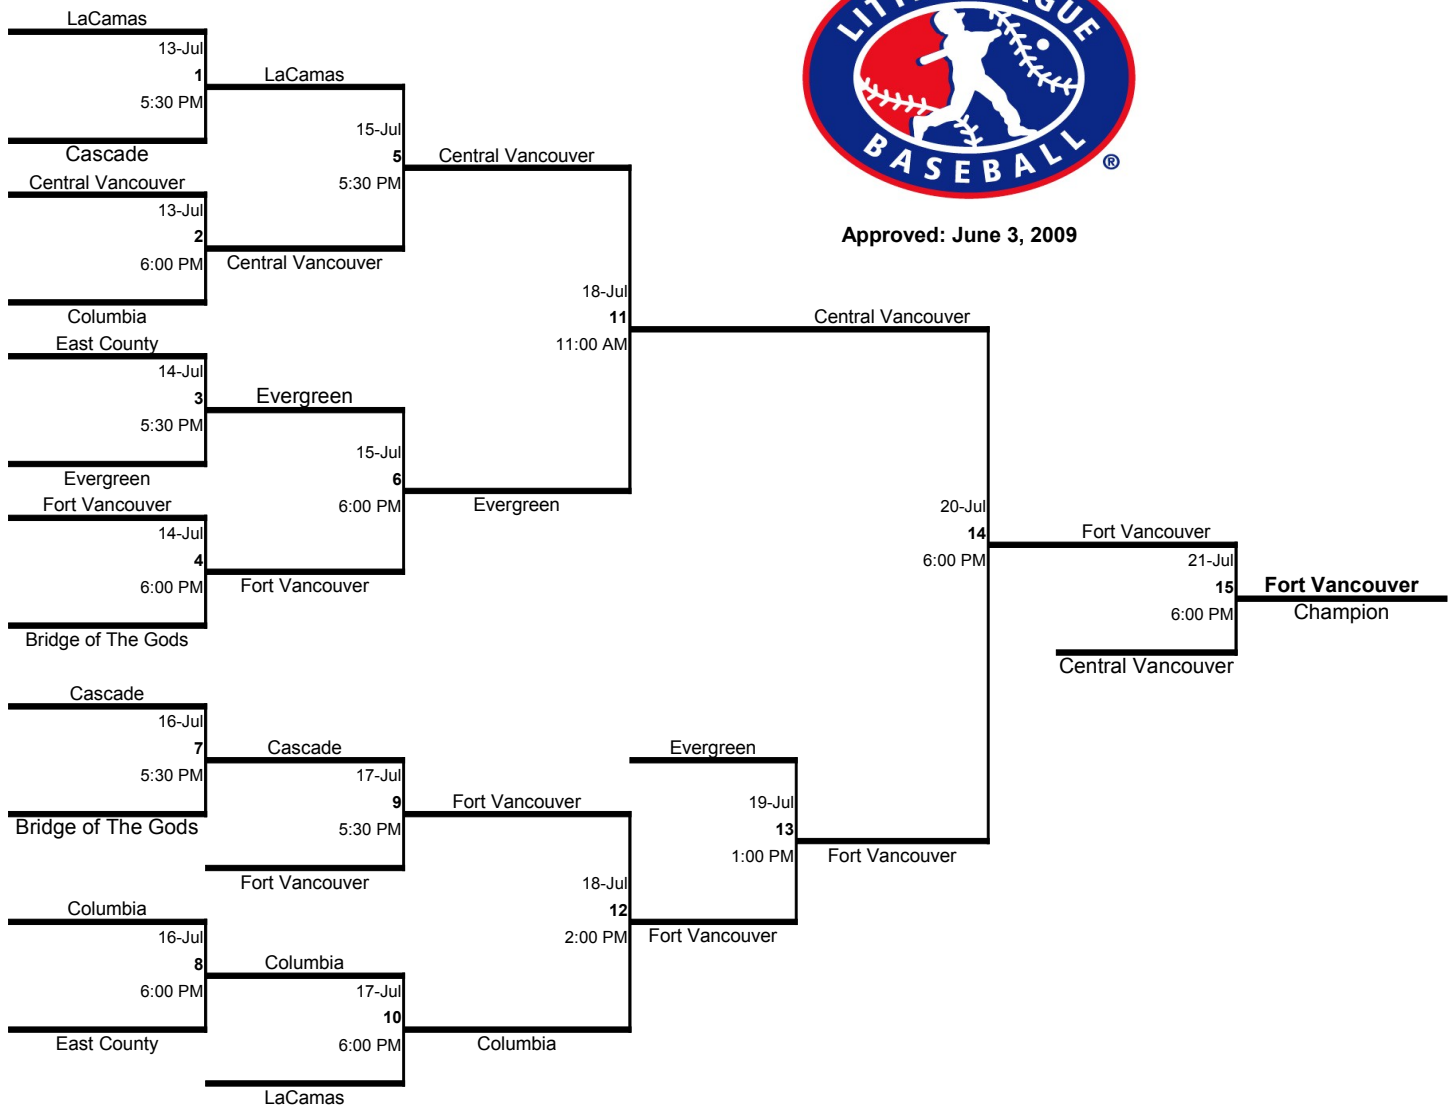 LaCamas
13-Jul
1
5:30 PM
LaCamas
Cascade
15-Jul
5
5:30 PM
Central Vancouver
Central Vancouver
13-Jul
2
6:00 PM
Central Vancouver
Columbia
BASEBALL ®
Approved: June 3, 2009
18-Jul
11
11:00 AM
Central Vancouver
East County
14-Jul
3
5:30 PM
Evergreen
Evergreen
15-Jul
6
6:00 PM
Evergreen
Fort Vancouver
14-Jul
4
6:00 PM
Fort Vancouver
Bridge of The Gods
20-Jul
14
6:00 PM
Fort Vancouver
21-Jul
15
6:00 PM
Fort Vancouver
Champion
Central Vancouver
Cascade
16-Jul
7
5:30 PM
Cascade
Bridge of The Gods
17-Jul
9
5:30 PM
Fort Vancouver
Fort Vancouver
Evergreen
19-Jul
13
1:00 PM
Fort Vancouver
18-Jul
12
2:00 PM
Fort Vancouver
Columbia
16-Jul
8
6:00 PM
Columbia
East County
17-Jul
10
6:00 PM
Columbia
LaCamas